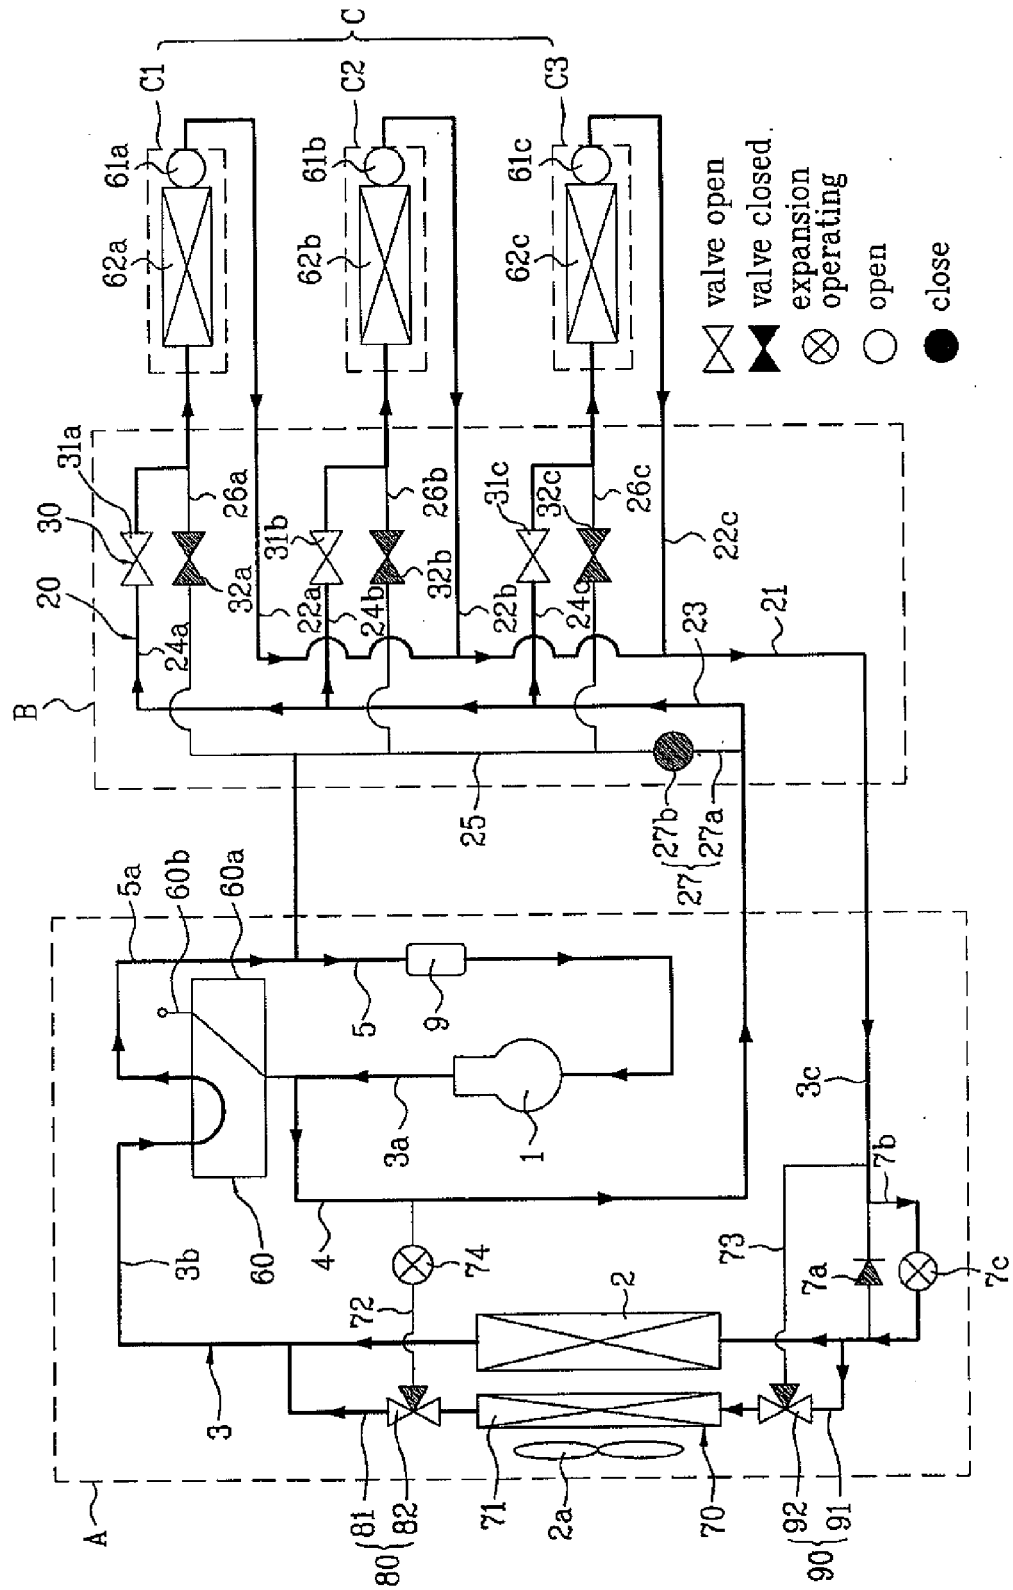 C
C1
C2
C3
61a
62a
61b
62b
61c
62c
valve open
valve closed
expansion
operating
open
close
B
20
30
31a
26a
32a
24a
22a
31b
26b
32b
24b
22b
31c
32c
26c
24c
22c
23
21
25
27b
27a
27
A
5a
60b
60a
5
9
3a
1
60
4
3b
3
74
72
2
73
7a
7b
7c
3c
81
82
80
71
2a
70
92
91
90